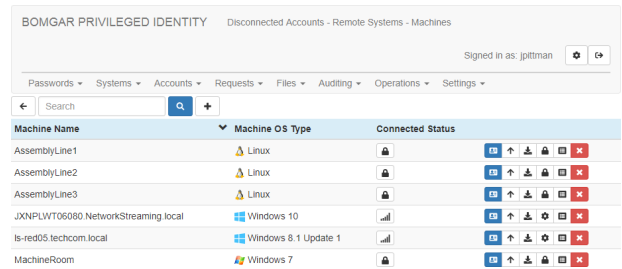 BOMGAR PRIVILEGED IDENTITY Disconnected Accounts - Remote Systems - Machines
Signed in as: jpittman
Passwords Systems Accounts Requests Files Auditing Operations Settings
Search
Machine Name Machine OS Type Connected Status
AssemblyLine1 Linux
AssemblyLine2 Linux
AssemblyLine3 Linux
JXNPLWT06080.NetworkStreaming.local Windows 10
ls-red05.techcom.local Windows 8.1 Update 1
MachineRoom Windows 7